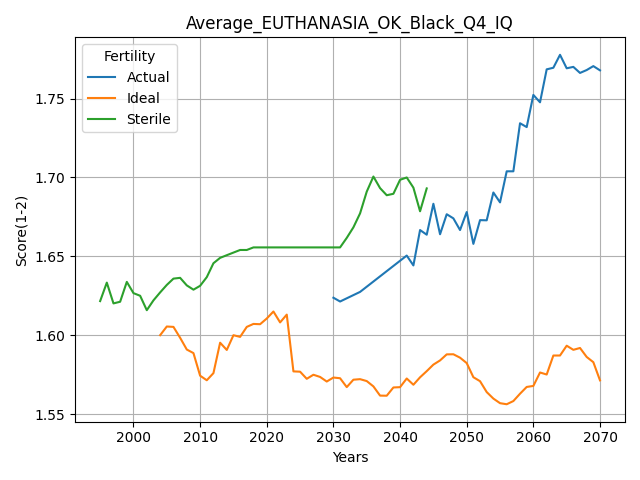 Average_EUTHANASIA_OK_Black_Q4_IQ
Fertility
Actual
Ideal
Sterile
Score(1-2)
1.75
1.70
1.65
1.60
1.55
2000 2010 2020 2030 2040 2050 2060 2070
Years